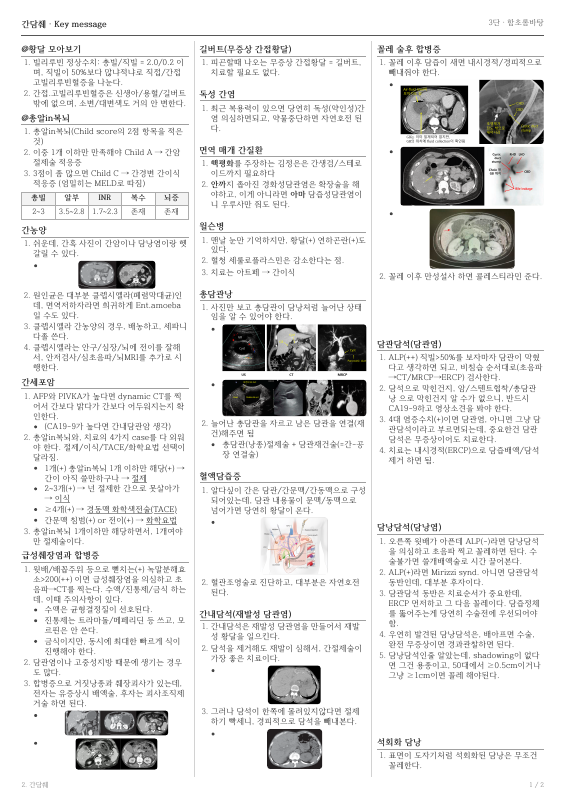 간담췌 · Key message
3단 · 함초롬바탕
@황달 모아보기
1. 빌리루빈 정상수치: 총빌/직빌 = 2.0/0.2 이
며, 직빌이 50%보다 많냐적냐로 직접/간접
고빌리루빈혈증을 나눈다.
2. 간접.고빌리루빈혈증은 신생아/용혈/길버트
밖에 없으며, 소변/대변색도 거의 안 변한다.
@총알in복뇌
1. 총알in복뇌(Child score의 2점 항목을 적은
것)
2. 이중 1개 이하만 만족해야 Child A → 간암
절제술 적응증
3. 3점이 좀 많으면 Child C → 간경변 간이식
적응증 (엄밀히는 MELD로 따짐)
총빌 알부 INR 복수 뇌증
2~3 3.5~2.8 1.7~2.3 존재 존재
간농양
1. 쉬운데, 간혹 사진이 간암이나 담낭염이랑 헷
갈릴 수 있다.
2. 원인균은 대부분 클렙시엘라(폐렴막대균)인
데, 면역저하자라면 희귀하게 Ent.amoeba
일 수도 있다.
3. 클렙시엘라 간농양의 경우, 배농하고, 세파니
다졸 쓴다.
4. 클렙시엘라는 안구/심장/뇌에 전이를 잘해
서, 안저검사/심초음파/뇌MRI를 추가로 시
행한다.
간세포암
1. AFP와 PIVKA가 높다면 dynamic CT를 찍
어서 간보다 밝다가 간보다 어두워지는지 확
인한다.
• (CA19-9가 높다면 간내담관암 생각)
2. 총알in복뇌와, 치료의 4가지 case를 다 외워
야 한다. 절제/이식/TACE/화학요법 선택이
달라짐.
• 1개(+) 총알in복뇌 1개 이하만 해당(+) →
간이 아직 쓸만하구나 → 절제
• 2~3개(+) → 넌 절제한 간으로 못살아가
→ 이식
• ≥4개(+) → 경동맥 화학색전술(TACE)
• 간문맥 침범(+) or 전이(+) → 화학요법
3. 총알in복뇌 1개이하만 해당하면서, 1개여야
만 절제술이다.
급성췌장염과 합병증
1. 윗배/배꼽주위 등으로 뻗치는(+) 녹말분해효
소>200(++) 이면 급성췌장염을 의심하고 초
음파→CT를 찍는다. 수액/진통제/금식 하는
데, 이때 주의사항이 있다.
• 수액은 균형결정질이 선호된다.
• 진통제는 트라마돌/메페리딘 등 쓰고, 모
르핀은 안 쓴다.
• 금식이지만, 동시에 최대한 빠르게 식이
진행해야 한다.
2. 담관염이나 고중성지방 때문에 생기는 경우
도 많다.
3. 합병증으로 거짓낭종과 췌장괴사가 있는데,
전자는 유증상시 배액술, 후자는 괴사조직제
거술 하면 된다.
길버트(무증상 간접황달)
1. 피곤할때 나오는 무증상 간접황달 = 길버트.
치료할 필요도 없다.
독성 간염
1. 최근 복용력이 있으면 당연히 독성(약인성)간
염 의심하면되고, 약물중단하면 자연호전 된
다.
면역 매개 간질환
1. 핵평화를 주장하는 김정은은 간생검/스테로
이드까지 필요하다
2. 안까지 쫍아진 경화성담관염은 확장술을 해
야하고, 이게 아니라면 아마 담즙성담관염이
니 우루사만 줘도 된다.
윌슨병
1. 맨날 눈만 기억하지만, 황달(+) 연하곤란(+)도
있다.
2. 혈청 세룰로플라스민은 감소한다는 점.
3. 치료는 아트페 → 간이식
총담관낭
1. 사진만 보고 총담관이 담낭처럼 늘어난 상태
임을 알 수 있어야 한다.
US CT MRCP
2. 늘어난 총담관을 자르고 남은 담관을 연결(재
건)해주면 됨
• 총담관(낭종)절제술 + 담관재건술(=간-공
장 연결술)
혈액담즙증
1. 알다싶이 간은 담관/간문맥/간동맥으로 구성
되어있는데, 담관 내용물이 문맥/동맥으로
넘어가면 당연히 황달이 온다.
2. 혈관조영술로 진단하고, 대부분은 자연호전
된다.
간내담석(재발성 담관염)
1. 간내담석은 재발성 담관염을 만들어서 재발
성 황달을 일으킨다.
2. 담석을 제거해도 재발이 심해서, 간절제술이
가장 좋은 치료이다.
3. 그러나 담석이 한쪽에 몰려있지않다면 절제
하기 빡세니, 경피적으로 담석를 빼내본다.
꼴레 술후 합병증
1. 꼴레 이후 담즙이 새면 내시경적/경피적으로
빼내줘야 한다.
Bile leakage
2. 꼴레 이후 만성설사 하면 콜레스티라민 준다.
담관담석(담관염)
1. ALP(++) 직빌>50%를 보자마자 담관이 막혔
다고 생각하면 되고, 비침습 순서대로(초음파
→CT/MRCP→ERCP) 검사한다.
2. 담석으로 막힌건지, 암/스텐트협착/총담관
낭 으로 막힌건지 알 수가 없으니, 반드시
CA19-9하고 영상소견을 봐야 한다.
3. 4대 염증수치(+)이면 담관염, 아니면 그냥 담
관담석이라고 부르면되는데, 중요한건 담관
담석은 무증상이어도 치료한다.
4. 치료는 내시경적(ERCP)으로 담즙배액/담석
제거 하면 됨.
담낭담석(담낭염)
1. 오른쪽 윗배가 아픈데 ALP(-)라면 담낭담석
을 의심하고 초음파 찍고 꼴레하면 된다. 수
술불가면 쓸개배액술로 시간 끌어본다.
2. ALP(+)라면 Mirizzi synd. 아니면 담관담석
동반인데, 대부분 후자이다.
3. 담관담석 동반은 치료순서가 중요한데,
ERCP 먼저하고 그 다음 꼴레이다. 담즙정체
를 뚫어주는게 당연히 수술전에 우선되어야
함.
4. 우연히 발견된 담낭담석은, 배아프면 수술,
완전 무증상이면 경과관찰하면 된다.
5. 담낭담석인줄 알았는데, shadowing이 없다
면 그건 용종이고, 50대에서 ≥0.5cm이거나
그냥 ≥1cm이면 꼴레 해야된다.
석회화 담낭
1. 표면이 도자기처럼 석회화된 담낭은 무조건
꼴레한다.
2 간담췌
1 / 2